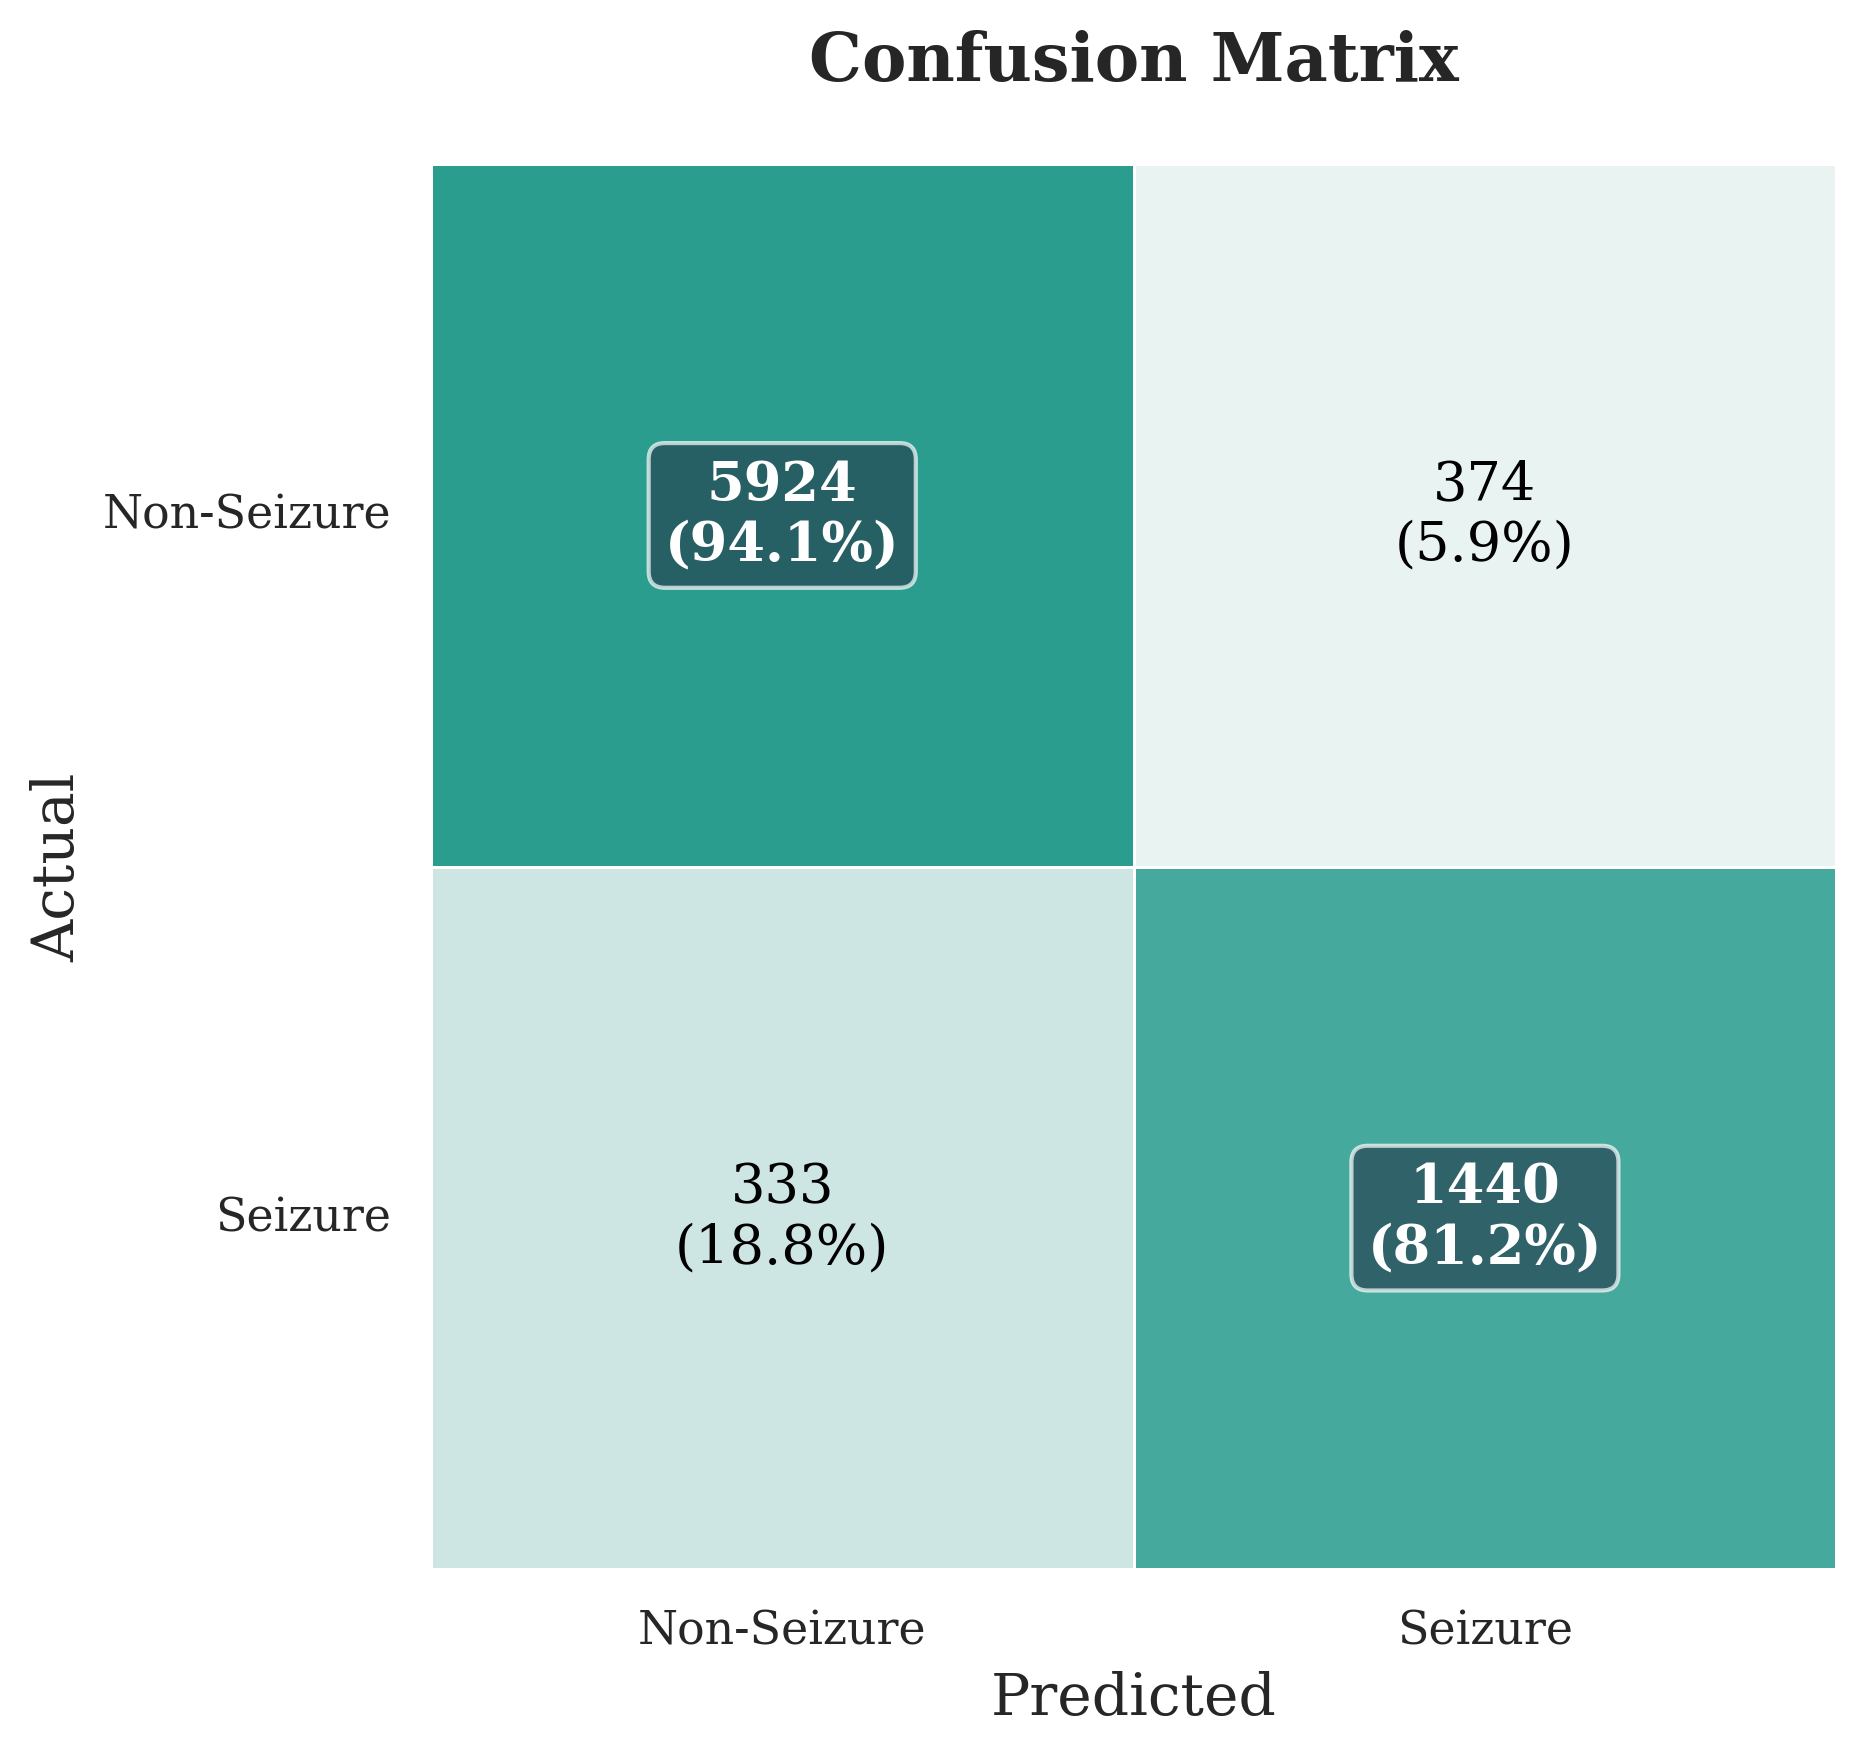 Confusion Matrix
Non-Seizure
5924
(94.1%)
374
(5.9%)
Actual
Seizure
333
(18.8%)
1440
(81.2%)
Non-Seizure
Seizure
Predicted